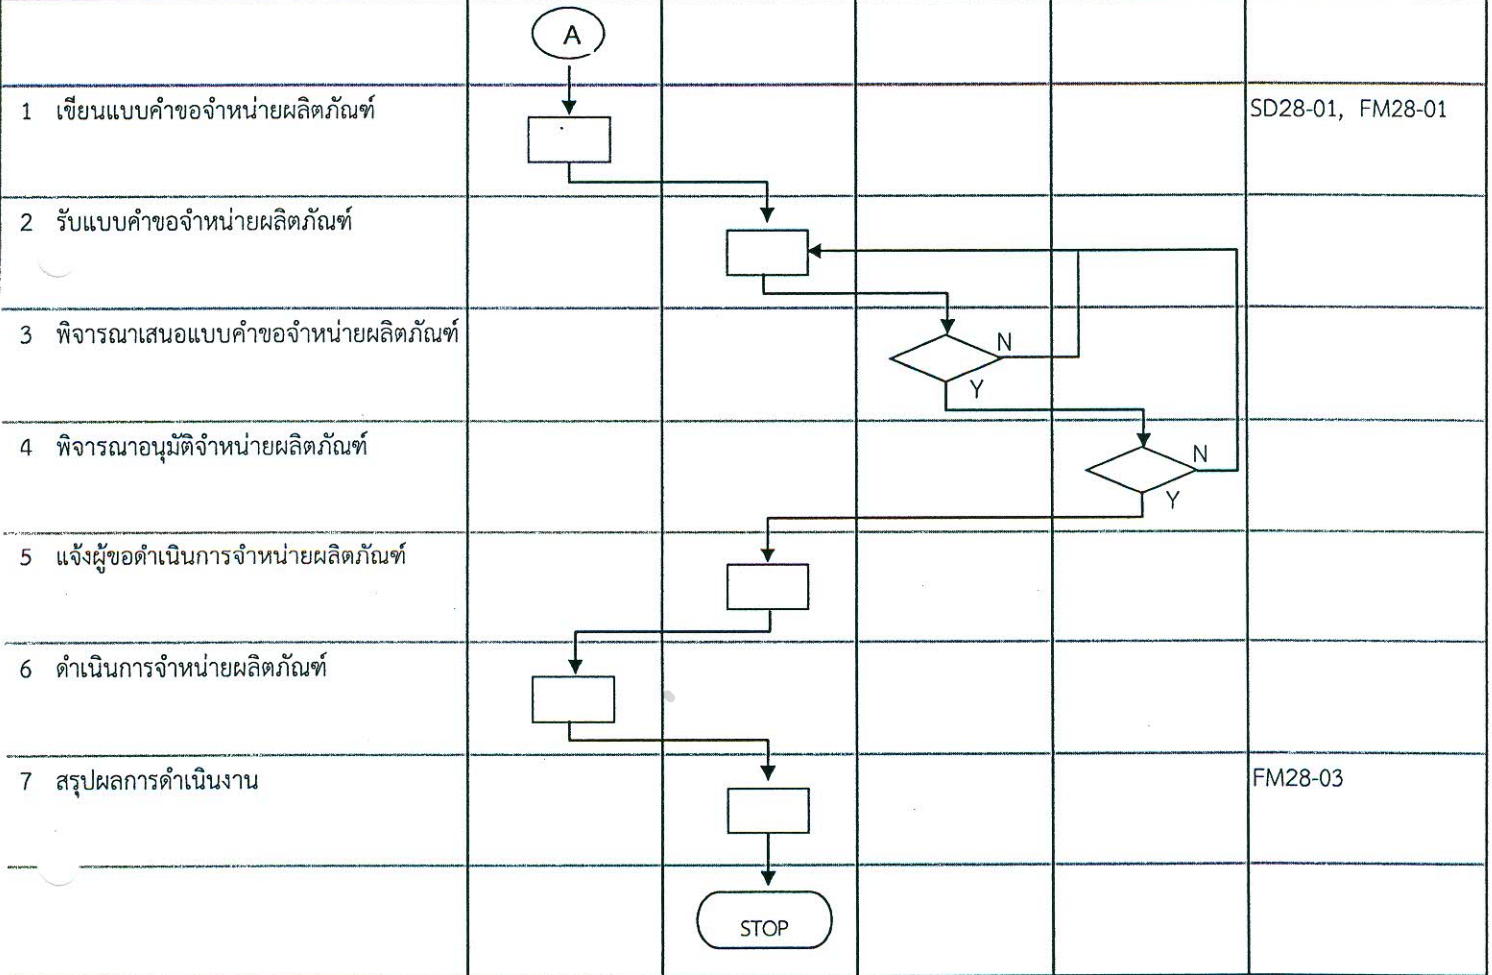 A
1 เขียนแบบคำขอจำหน่ายผลิตภัณฑ์ SD28-01, FM28-01
2 รับแบบคำขอจำหน่ายผลิตภัณฑ์
3 พิจารณาเสนอแบบคำขอจำหน่ายผลิตภัณฑ์
N
Y
4 พิจารณาอนุมัติจำหน่ายผลิตภัณฑ์
N
Y
5 แจ้งผู้ขอดำเนินการจำหน่ายผลิตภัณฑ์
6 ดำเนินการจำหน่ายผลิตภัณฑ์
7 สรุปผลการดำเนินงาน FM28-03
STOP